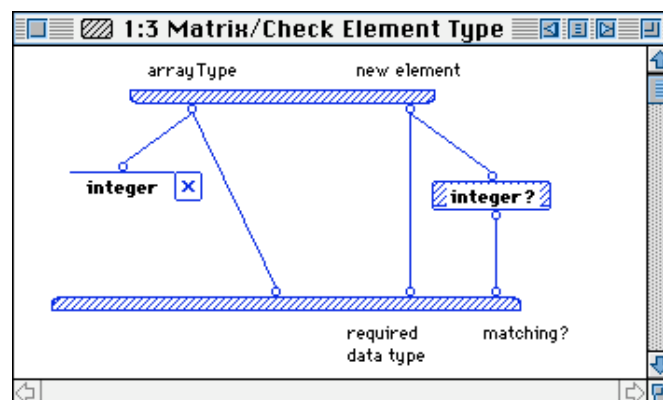 1:3 Matrix/Check Element Type
arrayType new element
integer
integer?
required matching?
data type